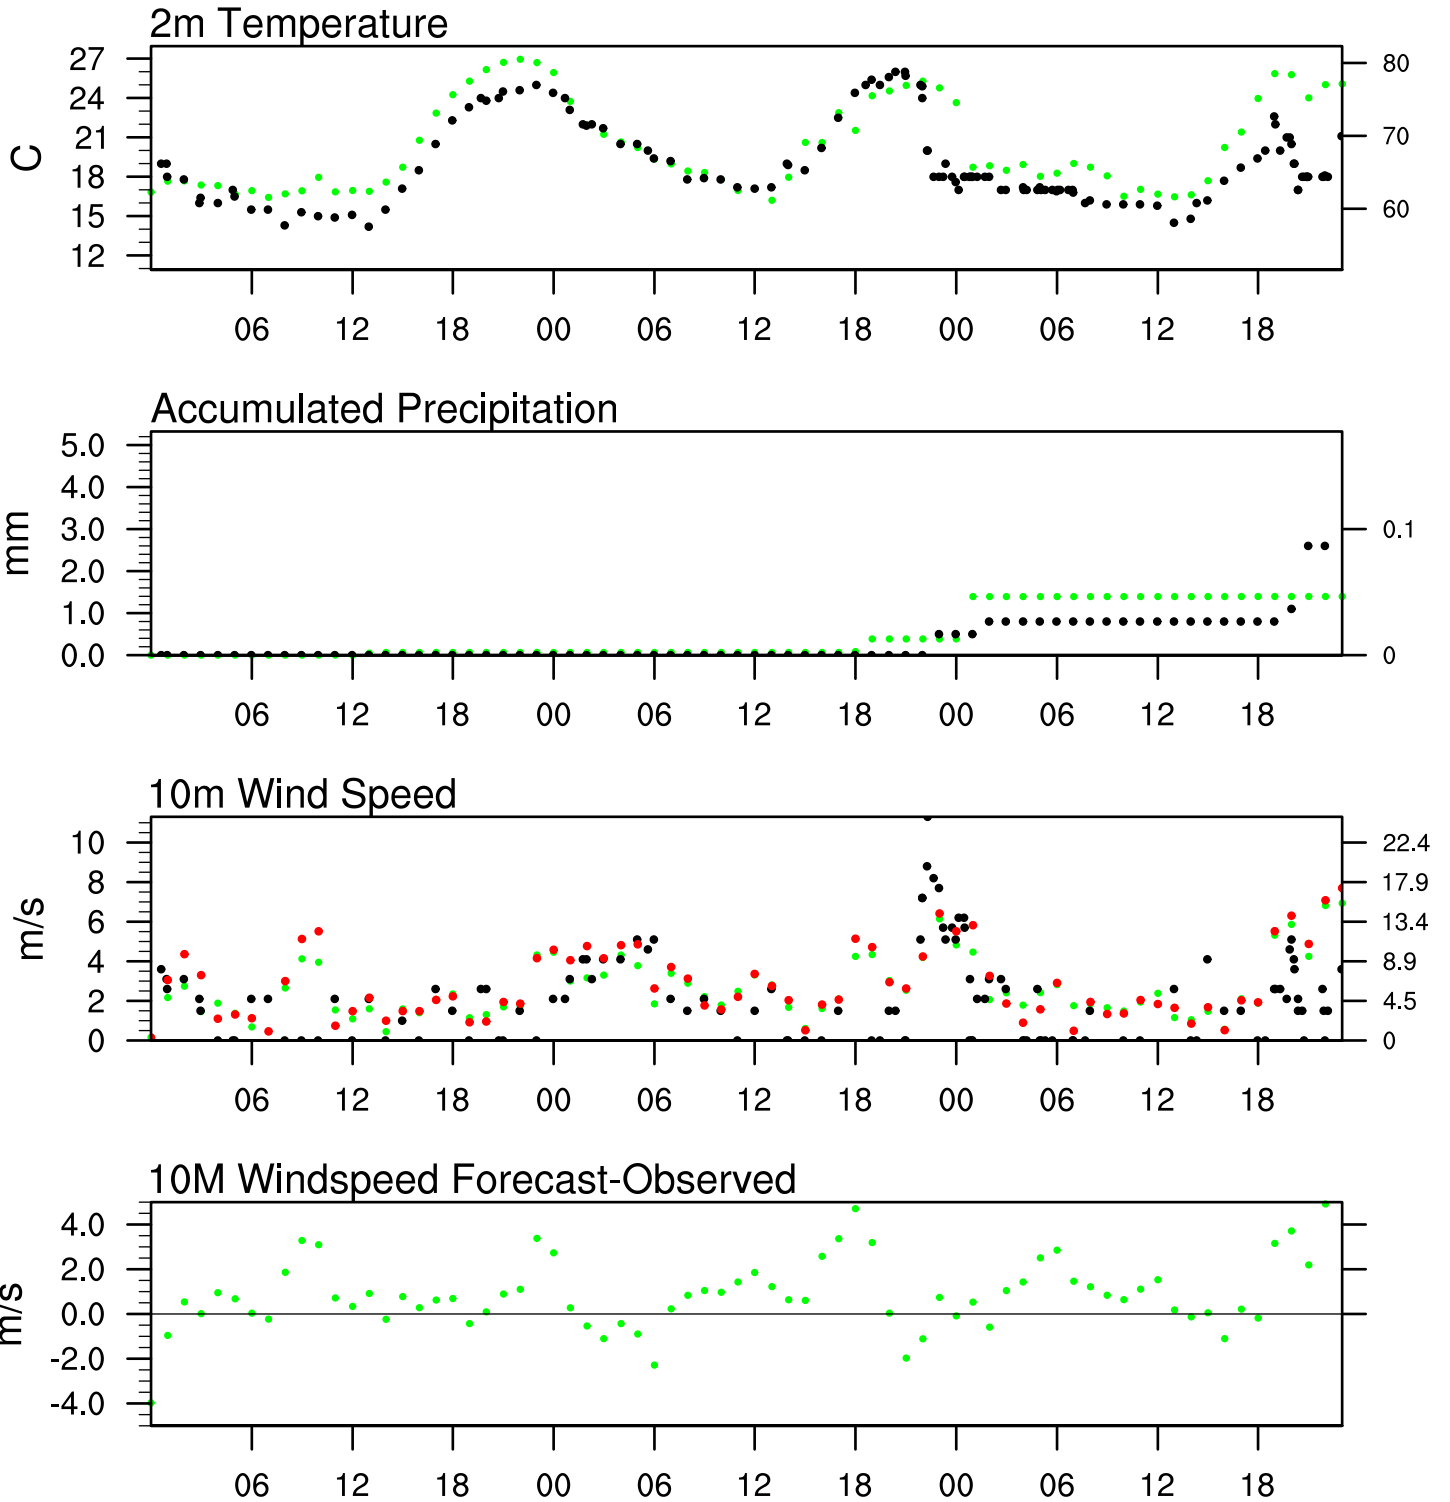 2m Temperature
27
24
21
18
15
12
C
80
70
60
06 12 18 00 06 12 18 00 06 12 18
Accumulated Precipitation
5.0
4.0
3.0
2.0
1.0
0.0
mm
0.1
0
06 12 18 00 06 12 18 00 06 12 18
10m Wind Speed
10
8
6
4
2
0
m/s
22.4
17.9
13.4
8.9
4.5
0
06 12 18 00 06 12 18 00 06 12 18
10M Windspeed Forecast-Observed
4.0
2.0
0.0
-2.0
-4.0
m/s
06 12 18 00 06 12 18 00 06 12 18